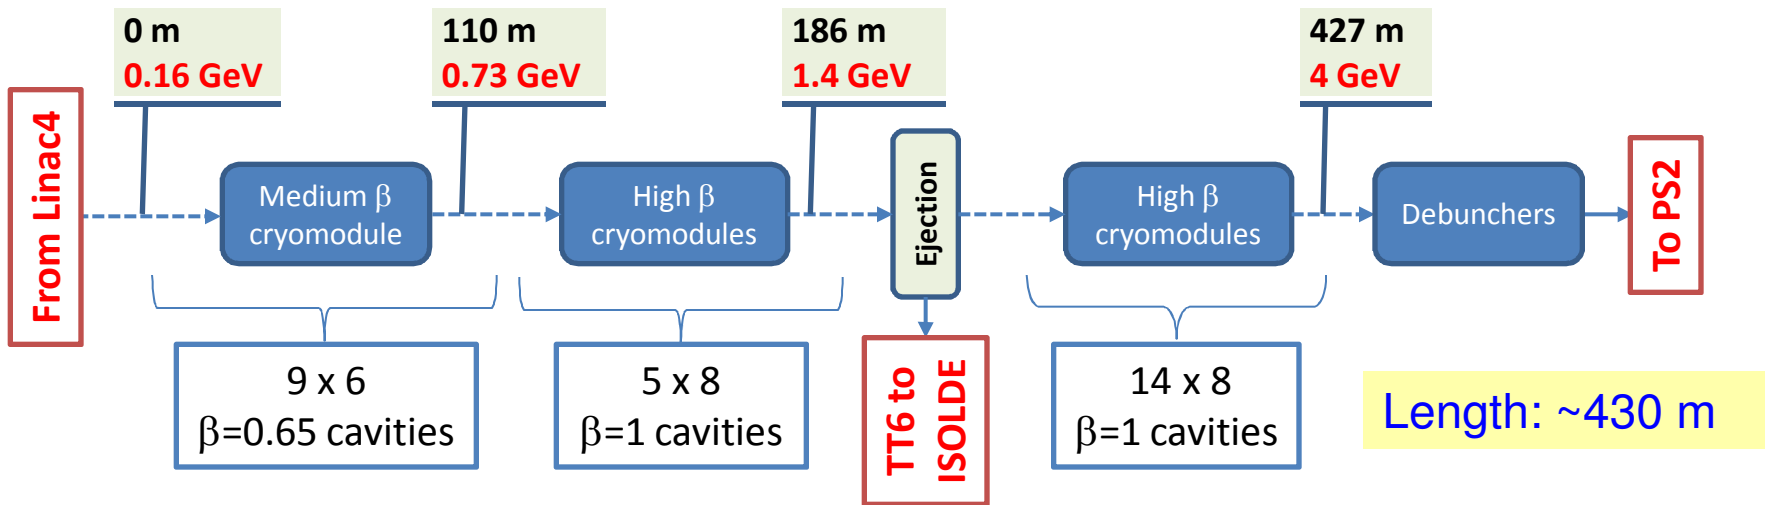 0 m
0.16 GeV
110 m
0.73 GeV
186 m
1.4 GeV
427 m
4 GeV
From Linac4
Medium β
cryomodule
High β
cryomodules
Ejection
High β
cryomodules
Debunchers
To PS2
9 x 6
β=0.65 cavities
5 x 8
β=1 cavities
TT6 to
ISOLDE
14 x 8
β=1 cavities
Length: ~430 m